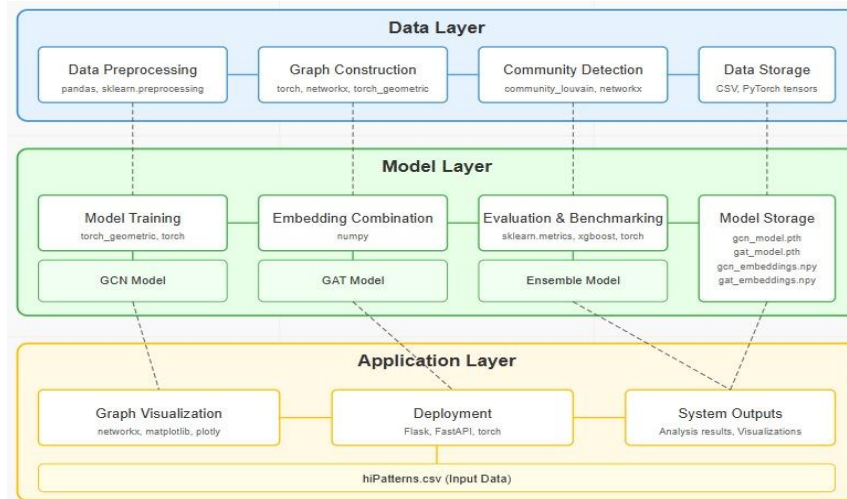 Data Layer
Data Preprocessing
pandas, sklearn.preprocessing
Graph Construction
torch, networkx, torch_geometric
Community Detection
community_louvain, networkx
Data Storage
CSV, PyTorch tensors
Model Layer
Model Training
torch_geometric, torch
GCN Model
Embedding Combination
numpy
GAT Model
Evaluation & Benchmarking
sklearn.metrics, xgboost, torch
Ensemble Model
Model Storage
gcn_model.pth
gat_model.pth
gcn_embeddings.npy
gat_embeddings.npy
Application Layer
Graph Visualization
networkx, matplotlib, plotly
Deployment
Flask, FastAPI, torch
System Outputs
Analysis results, Visualizations
hiPatterns.csv (Input Data)